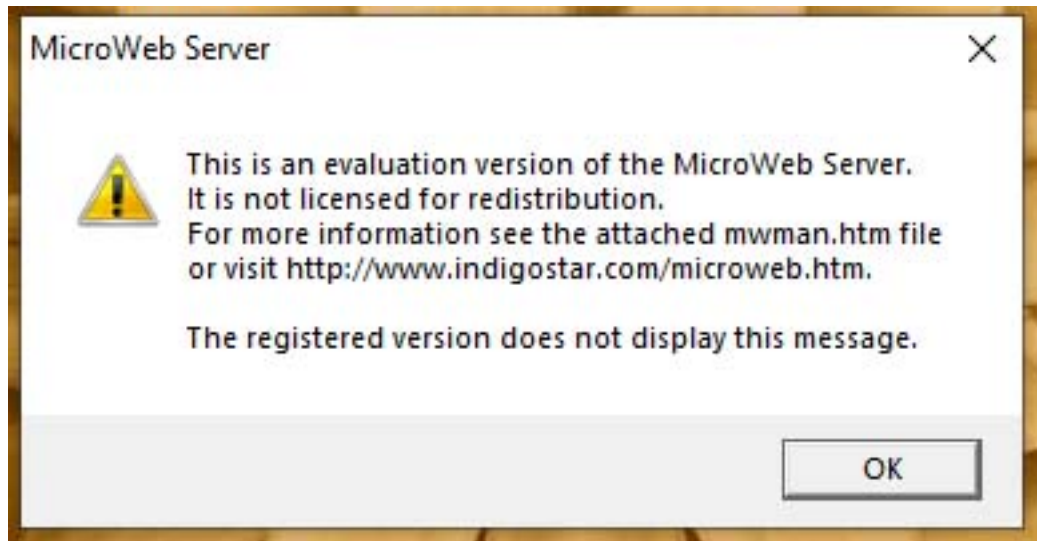 MicroWeb Server
This is an evaluation version of the MicroWeb Server.
It is not licensed for redistribution.
For more information see the attached mwman.htm file
or visit http://www.indigostar.com/microweb.htm.
The registered version does not display this message.
OK